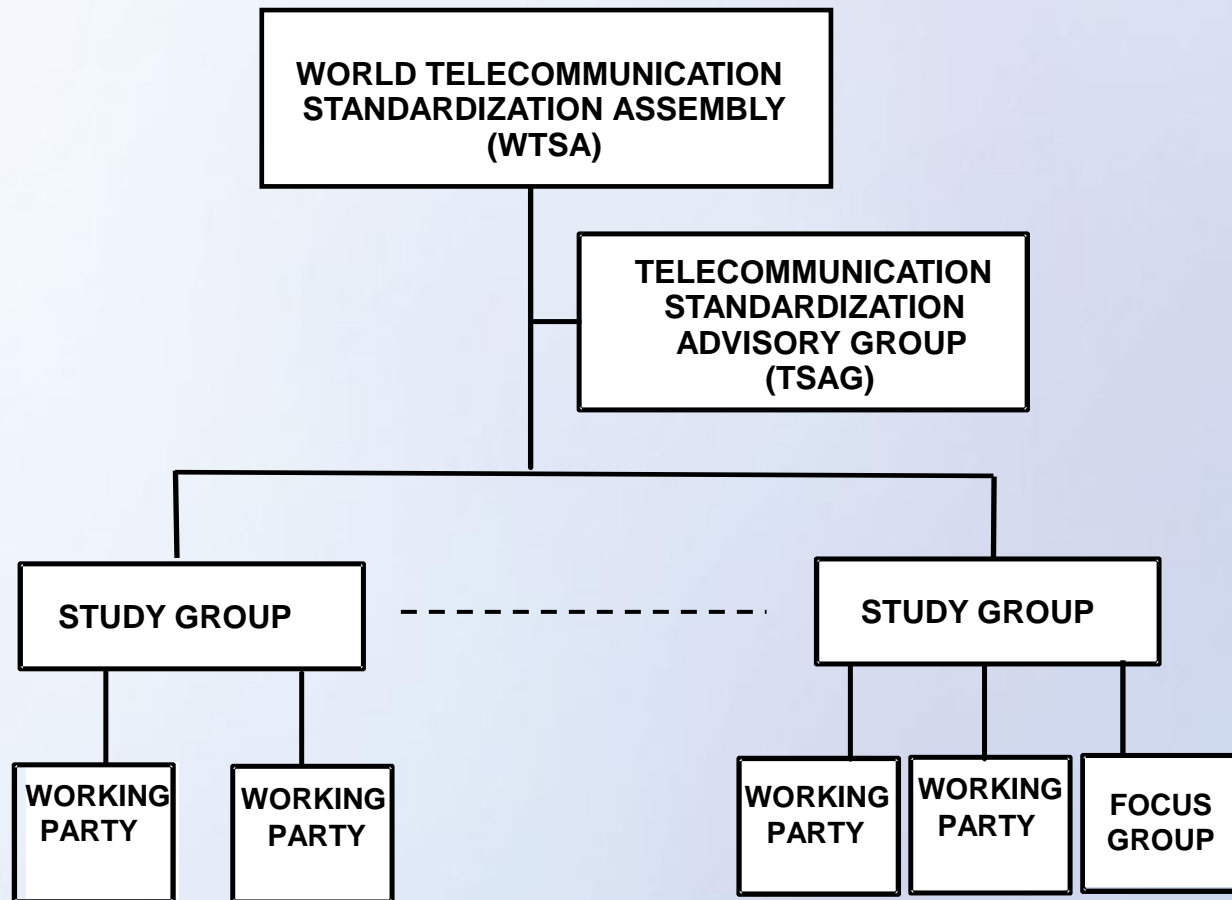 WORLD TELECOMMUNICATION
STANDARDIZATION ASSEMBLY
(WTSA)
TELECOMMUNICATION
STANDARDIZATION
ADVISORY GROUP
(TSAG)
STUDY GROUP
STUDY GROUP
WORKING
PARTY
WORKING
PARTY
WORKING
PARTY
WORKING
PARTY
FOCUS
GROUP